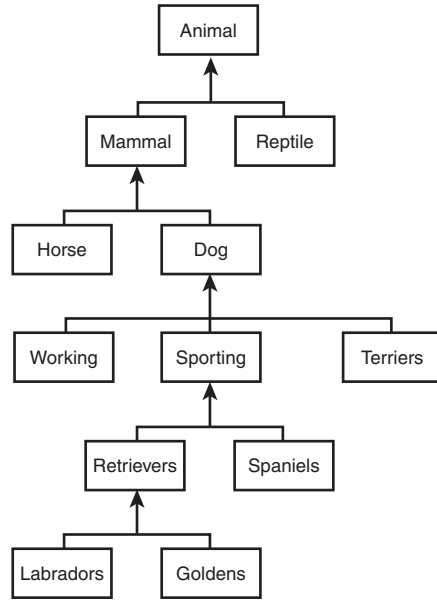 Animal
Mammal
Reptile
Horse
Dog
Working
Sporting
Terriers
Retrievers
Spaniels
Labradors
Goldens